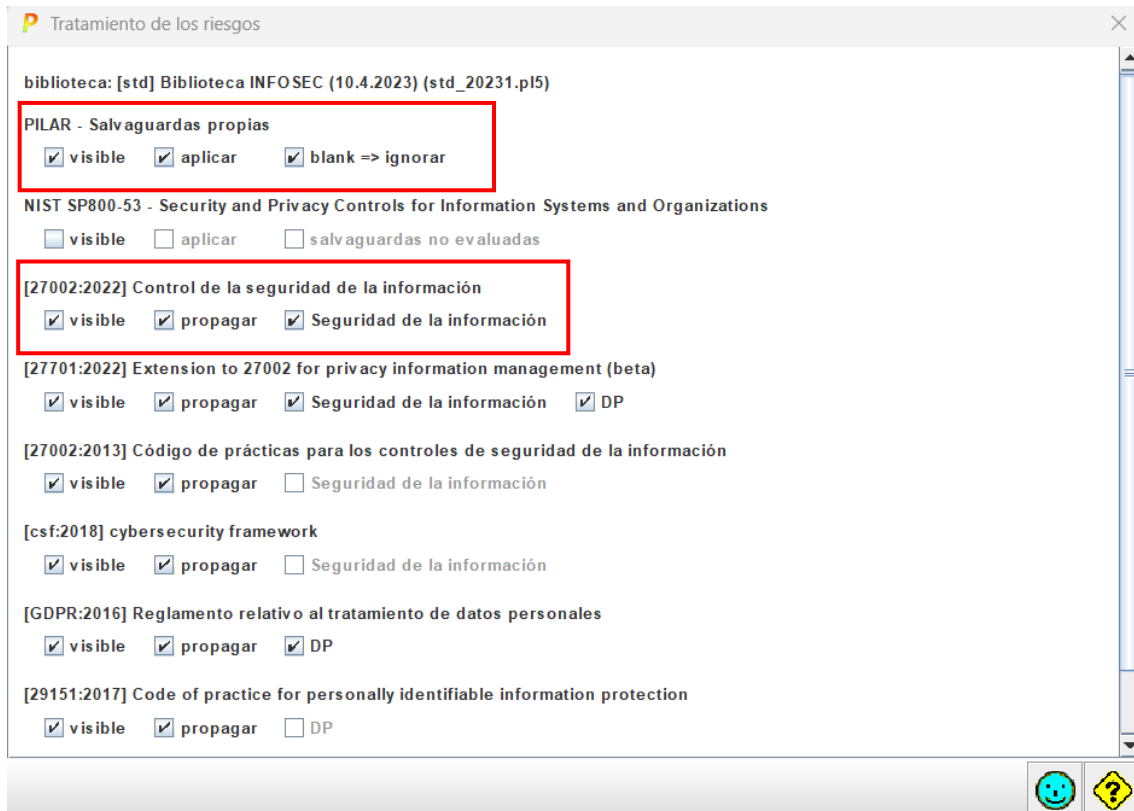 Tratamiento de los riesgos
biblioteca: [std] Biblioteca INFOSEC (10.4.2023) (std_20231.pl5)
PILAR - Salvaguardas propias
visible aplicar blank => ignorar
NIST SP800-53 - Security and Privacy Controls for Information Systems and Organizations
visible aplicar salvaguardas no evaluadas
[27002:2022] Control de la seguridad de la información
visible propagar Seguridad de la información
[27701:2022] Extension to 27002 for privacy information management (beta)
visible propagar Seguridad de la información DP
[27002:2013] Código de prácticas para los controles de seguridad de la información
visible propagar Seguridad de la información
[csf:2018] cybersecurity framework
visible propagar Seguridad de la información
[GDPR:2016] Reglamento relativo al tratamiento de datos personales
visible propagar DP
[29151:2017] Code of practice for personally identifiable information protection
visible propagar DP